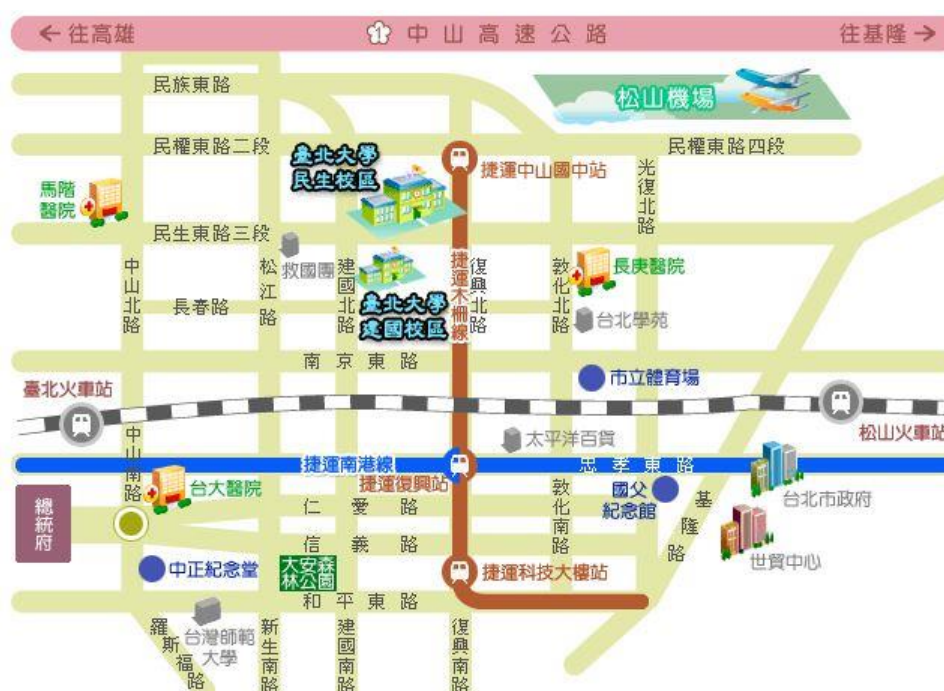 ←往高雄
1
中山高速公路
往基隆→
民族東路
松山機場
民權東路二段
臺北大學
民生校區
捷運中山國中站
民權東路四段
光復北路
馬階
醫院
民生東路三段
救國團
中山北路
松江路
建國北路
捷運木柵線
復興北路
敦化北路
長庚醫院
長春路
臺北大學
建國校區
台北學苑
南京東路
市立體育場
臺北火車站
松山火車站
中山南路
太平洋百貨
捷運南港線
忠孝東路
捷運復興站
台大醫院
總統府
仁愛路
敦化南路
國父
紀念館
基隆路
台北市政府
信義路
世貿中心
中正紀念堂
大安森
林公園
捷運科技大樓站
和平東路
羅斯福路
台灣師範
大學
新生南路
建國南路
復興南路